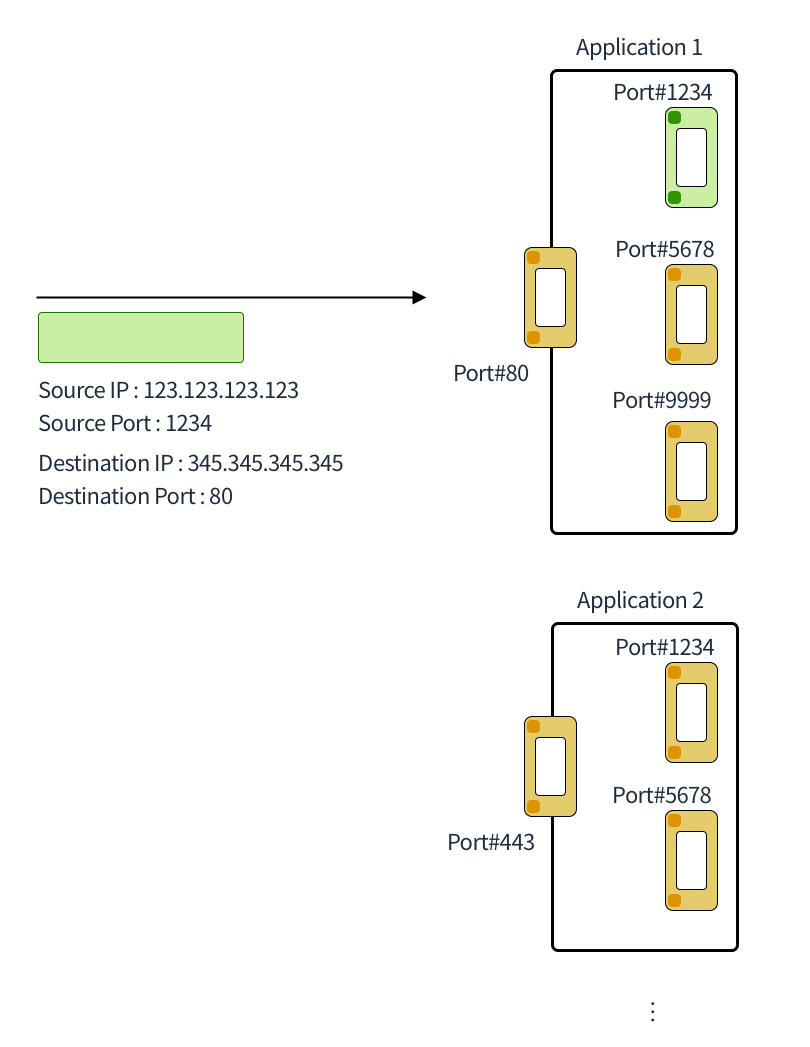 Application 1
Port#1234
Port#5678
Port#80
Port#9999
Source IP : 123.123.123.123
Source Port : 1234
Destination IP : 345.345.345.345
Destination Port : 80
Application 2
Port#1234
Port#5678
Port#443
⋮